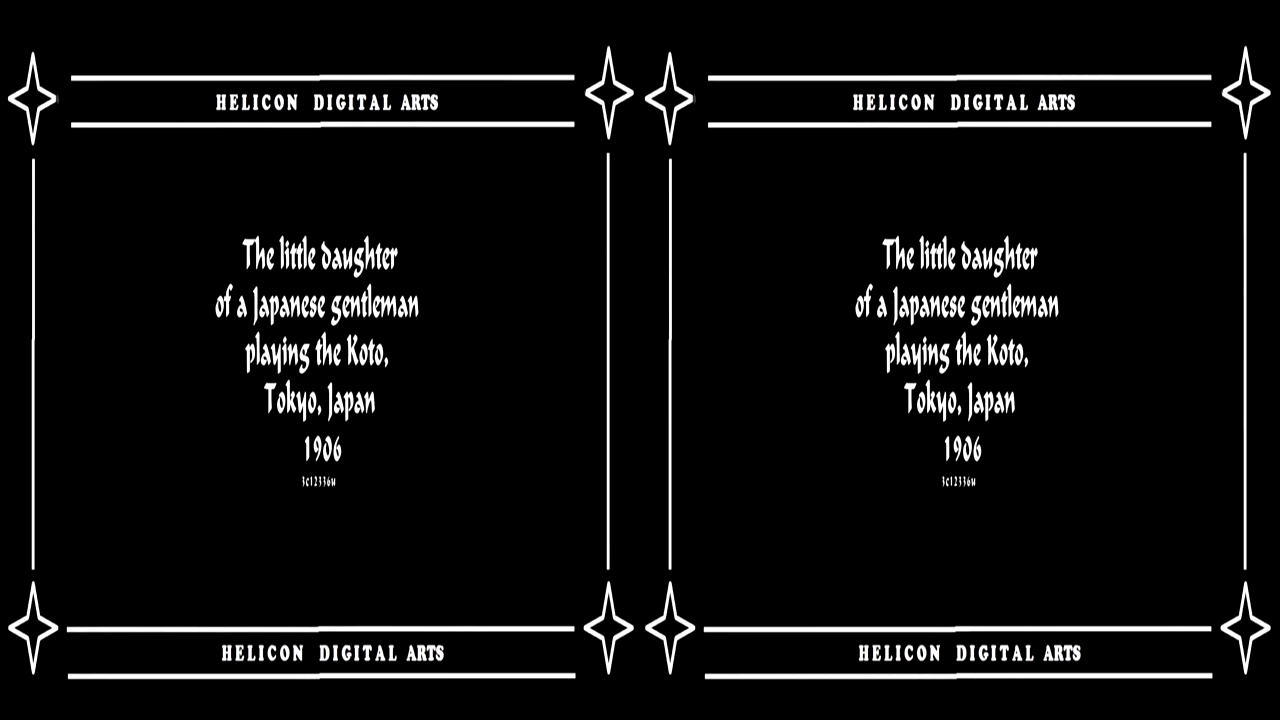 HELICON DIGITAL ARTS
The little daughter
of a Japanese gentleman
playing the Koto,
Tokyo, Japan
1906
3c12336u
HELICON DIGITAL ARTS
HELICON DIGITAL ARTS
The little daughter
of a Japanese gentleman
playing the Koto,
Tokyo, Japan
1906
3c12336u
HELICON DIGITAL ARTS